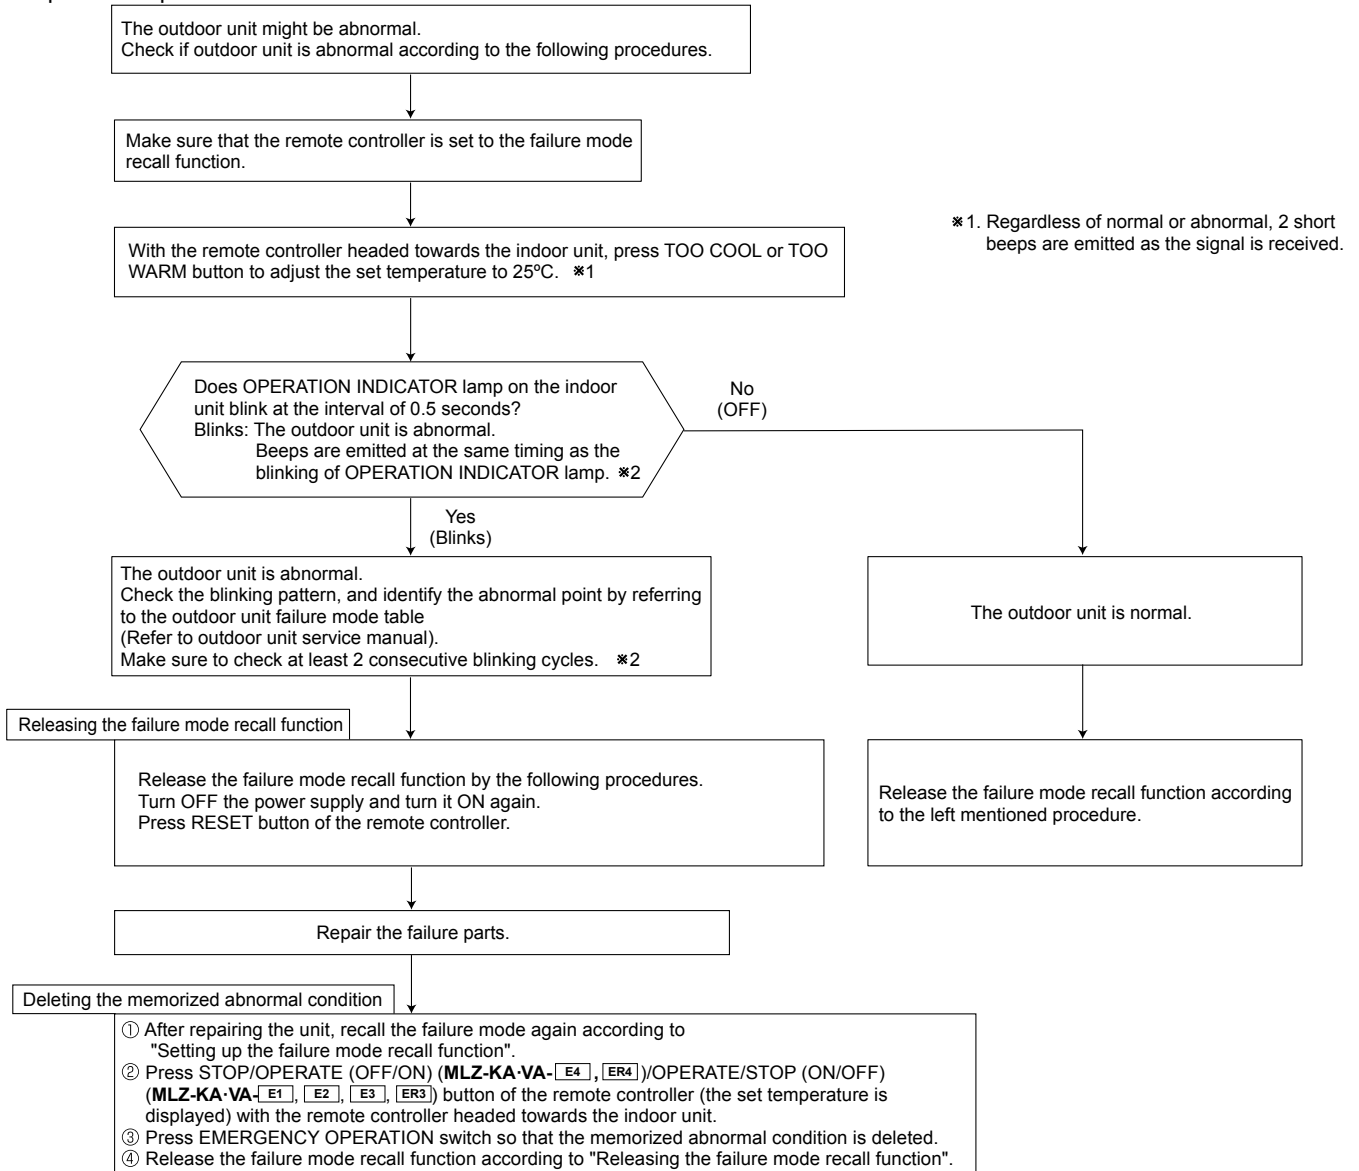 The outdoor unit might be abnormal.
Check if outdoor unit is abnormal according to the following procedures.
Make sure that the remote controller is set to the failure mode
recall function.
With the remote controller headed towards the indoor unit, press TOO COOL or TOO
WARM button to adjust the set temperature to 25ºC. ※1
※1. Regardless of normal or abnormal, 2 short
beeps are emitted as the signal is received.
Does OPERATION INDICATOR lamp on the indoor
unit blink at the interval of 0.5 seconds?
Blinks: The outdoor unit is abnormal.
Beeps are emitted at the same timing as the
blinking of OPERATION INDICATOR lamp. ※2
No
(OFF)
Yes
(Blinks)
The outdoor unit is abnormal.
Check the blinking pattern, and identify the abnormal point by referring
to the outdoor unit failure mode table
(Refer to outdoor unit service manual).
Make sure to check at least 2 consecutive blinking cycles. ※2
The outdoor unit is normal.
Releasing the failure mode recall function
Release the failure mode recall function by the following procedures.
Turn OFF the power supply and turn it ON again.
Press RESET button of the remote controller.
Release the failure mode recall function according
to the left mentioned procedure.
Repair the failure parts.
Deleting the memorized abnormal condition
① After repairing the unit, recall the failure mode again according to
"Setting up the failure mode recall function".
② Press STOP/OPERATE (OFF/ON) (MLZ-KA·VA- E4 , ER4 )/OPERATE/STOP (ON/OFF)
(MLZ-KA·VA- E1 , E2 , E3 , ER3 ) button of the remote controller (the set temperature is
displayed) with the remote controller headed towards the indoor unit.
③ Press EMERGENCY OPERATION switch so that the memorized abnormal condition is deleted.
④ Release the failure mode recall function according to "Releasing the failure mode recall function".